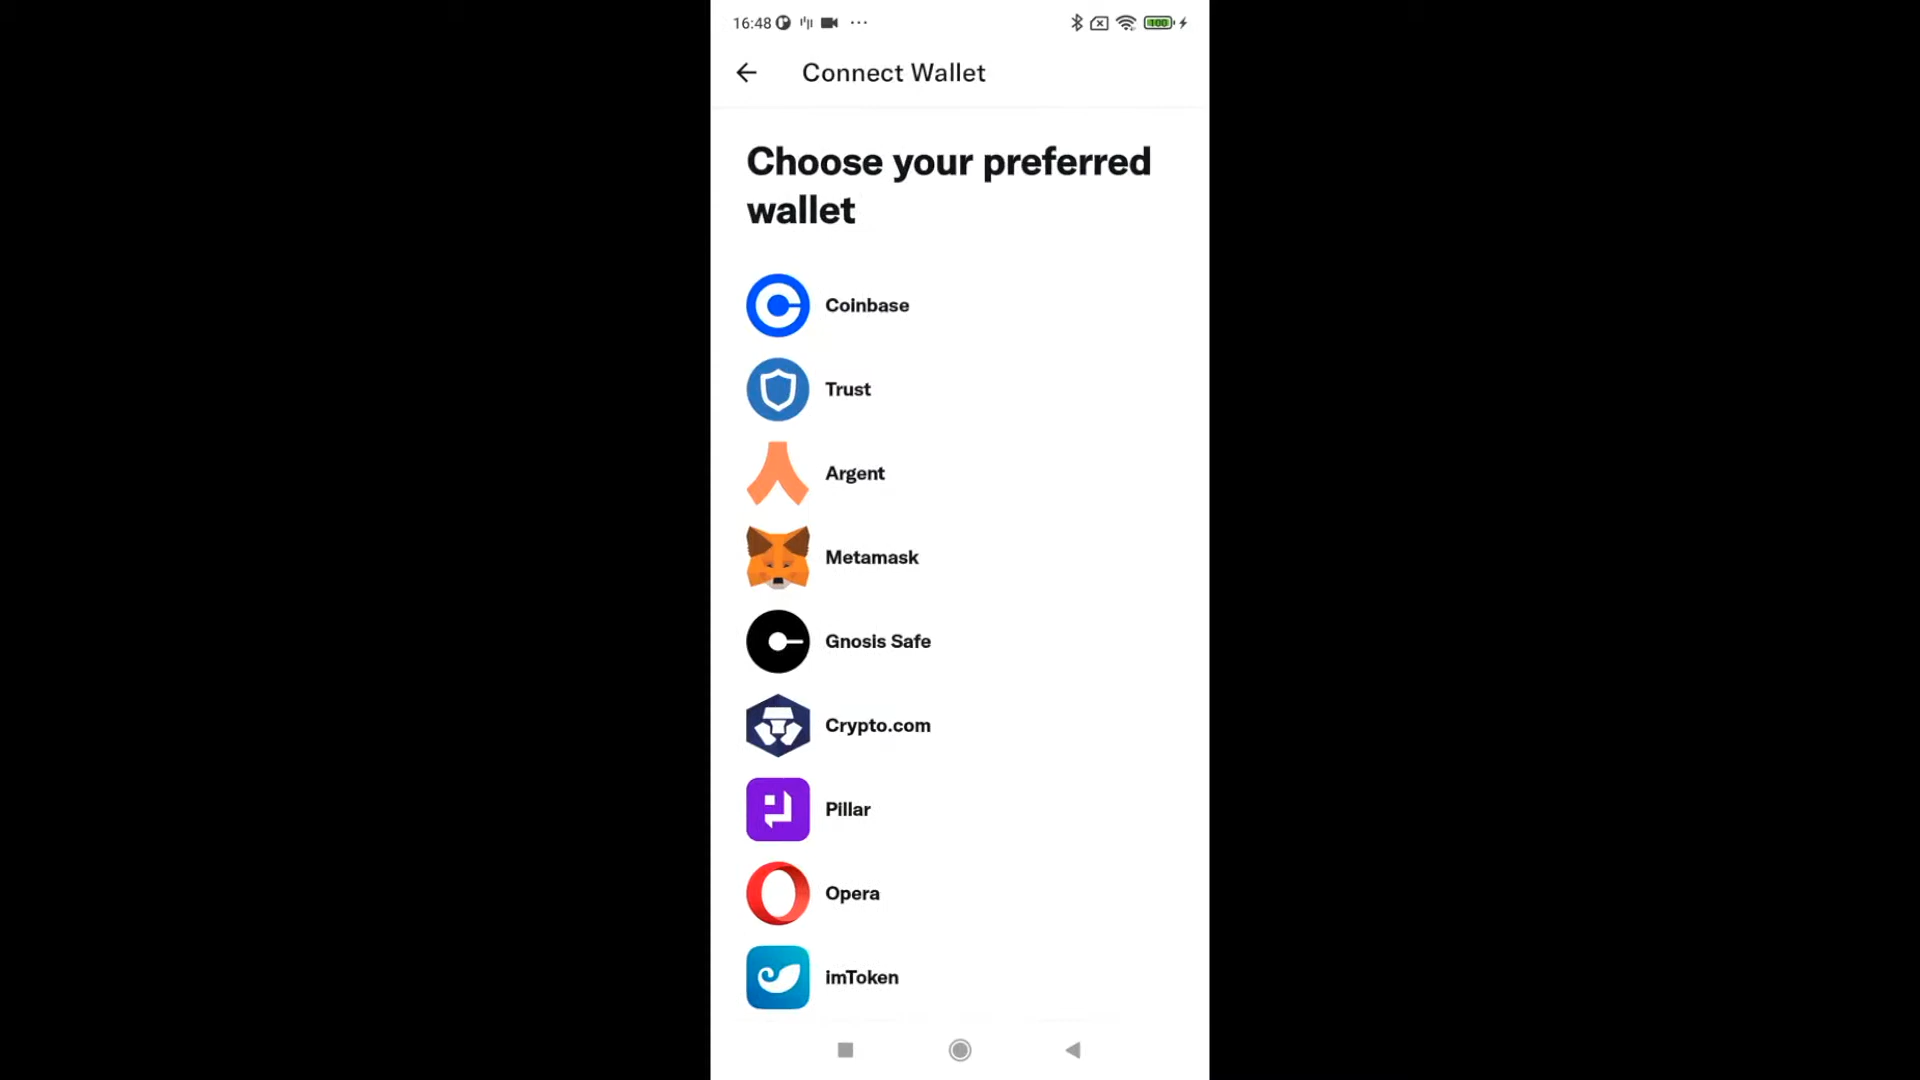 16:48
100
Connect Wallet
Choose your preferred
wallet
Coinbase
Trust
Argent
Metamask
Gnosis Safe
Crypto.com
Pillar
Opera
imToken